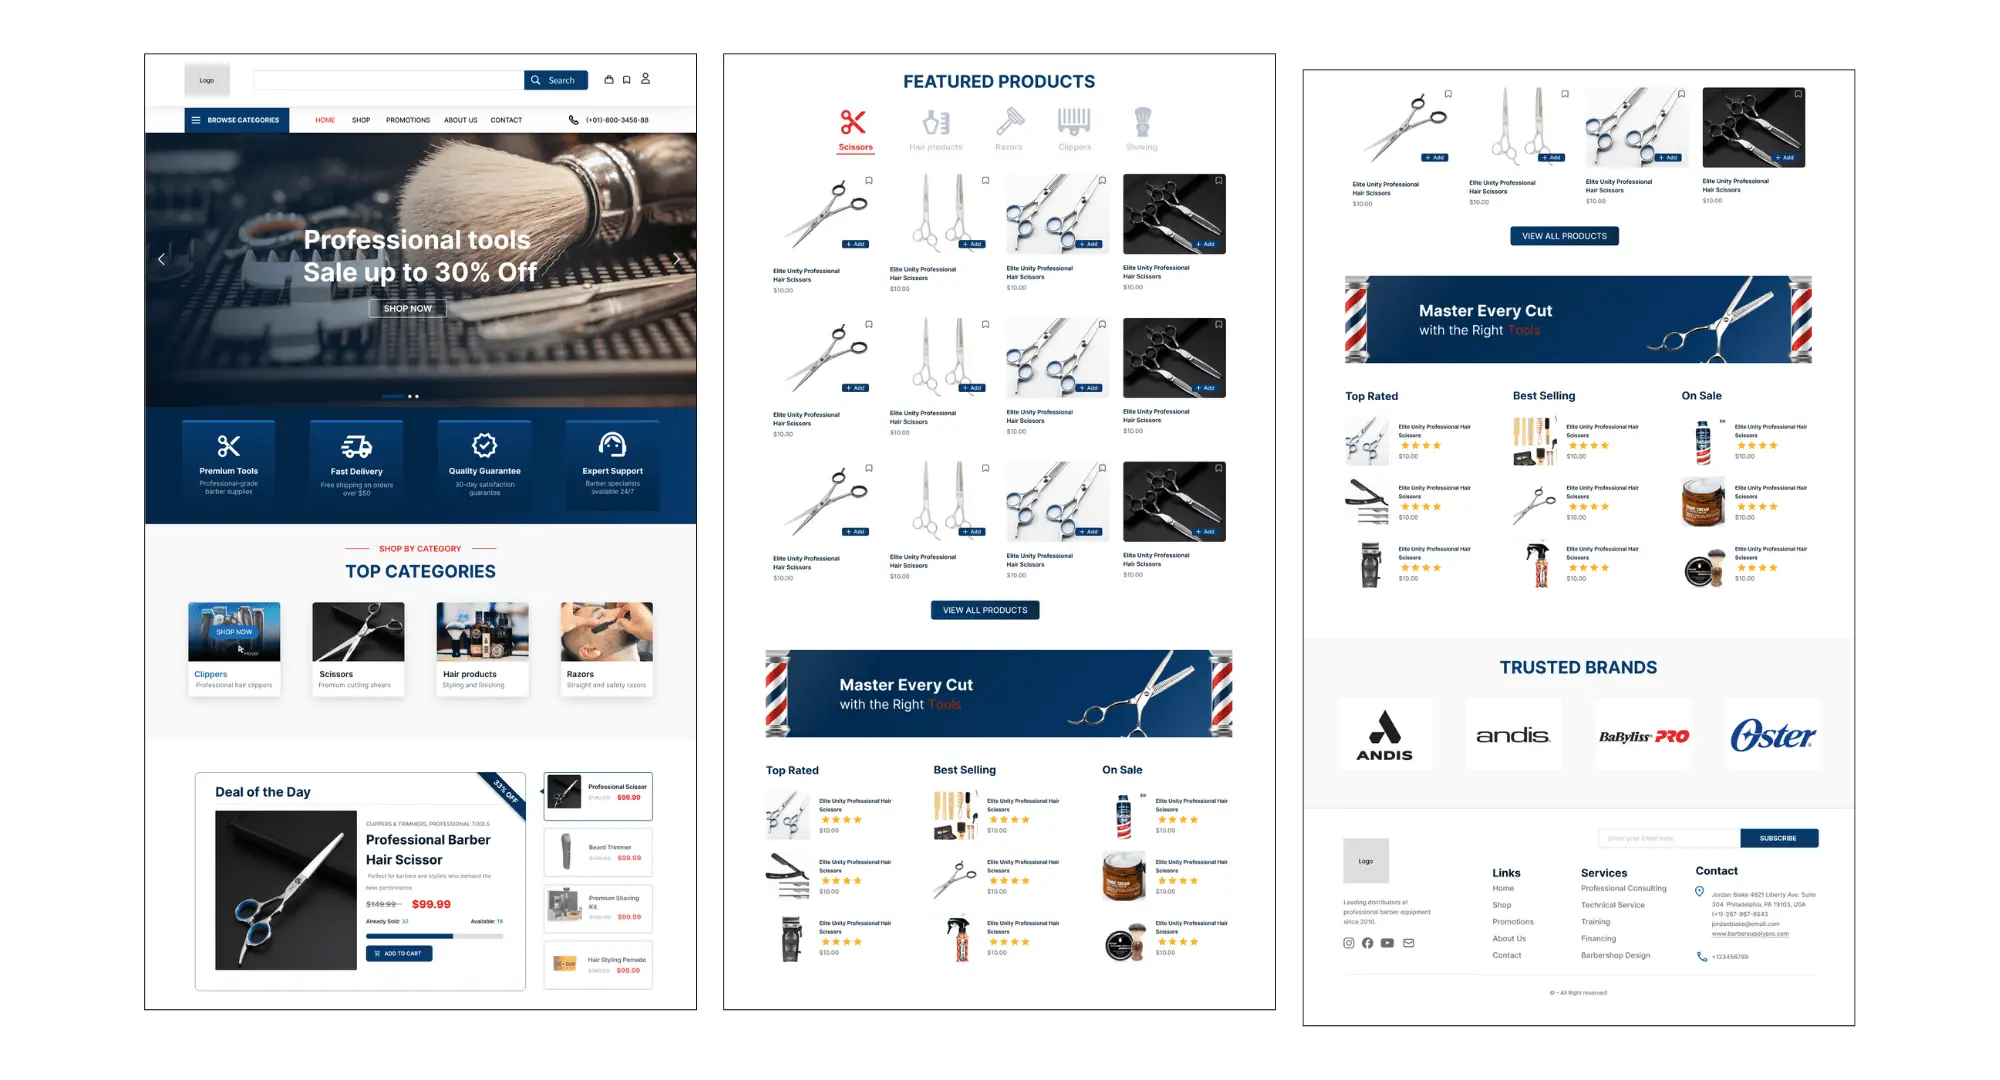 Logo
Search
BROWSE CATEGORIES
HOME
SHOP
PROMOTIONS
ABOUT US
CONTACT
(+01)-800-3456-88
Professional tools
Sale up to 30% Off
SHOP NOW
Premium Tools
Professional-grade
barber supplies
Fast Delivery
Free shipping on orders
over $50
Quality Guarantee
30-day satisfaction
guarantee
Expert Support
Barber specialists
available 24/7
SHOP BY CATEGORY
TOP CATEGORIES
SHOP NOW
Hover
Clippers
Professional hair clippers
Scissors
Premium cutting shears
Hair products
Styling and finishing
Razors
Straight and safety razors
Deal of the Day
33% OFF
CLIPPERS & TRIMMERS, PROFESSIONAL TOOLS
Professional Barber
Hair Scissor
Perfect for barbers and stylists who demand the
best performance.
$149.99 $99.99
Already Sold: 32
Available: 19
ADD TO CART
Professional Scissor
$149.99 $99.99
Beard Trimmer
$149.99 $99.99
Premium Shaving
Kit
$149.99 $99.99
Hair Styling Pomade
$149.99 $99.99
FEATURED PRODUCTS
Scissors
Hair products
Razors
Clippers
Shaving
+ Add
+ Add
+ Add
+ Add
Elite Unity Professional
Hair Scissors
$10.00
Elite Unity Professional
Hair Scissors
$10.00
Elite Unity Professional
Hair Scissors
$10.00
Elite Unity Professional
Hair Scissors
$10.00
+ Add
+ Add
+ Add
+ Add
Elite Unity Professional
Hair Scissors
$10.00
Elite Unity Professional
Hair Scissors
$10.00
Elite Unity Professional
Hair Scissors
$10.00
Elite Unity Professional
Hair Scissors
$10.00
+ Add
+ Add
+ Add
+ Add
Elite Unity Professional
Hair Scissors
$10.00
Elite Unity Professional
Hair Scissors
$10.00
Elite Unity Professional
Hair Scissors
$10.00
Elite Unity Professional
Hair Scissors
$10.00
VIEW ALL PRODUCTS
Master Every Cut
with the Right Tools
Top Rated
Elite Unity Professional Hair
Scissors
$10.00
Elite Unity Professional Hair
Scissors
$10.00
Elite Unity Professional Hair
Scissors
$10.00
Best Selling
Elite Unity Professional Hair
Scissors
$10.00
Elite Unity Professional Hair
Scissors
$10.00
Elite Unity Professional Hair
Scissors
$10.00
On Sale
Elite Unity Professional Hair
Scissors
$10.00
Elite Unity Professional Hair
Scissors
$10.00
Elite Unity Professional Hair
Scissors
$10.00
+ Add
+ Add
+ Add
+ Add
Elite Unity Professional
Hair Scissors
$10.00
Elite Unity Professional
Hair Scissors
$10.00
Elite Unity Professional
Hair Scissors
$10.00
Elite Unity Professional
Hair Scissors
$10.00
VIEW ALL PRODUCTS
Master Every Cut
with the Right Tools
Top Rated
Elite Unity Professional Hair
Scissors
$10.00
Elite Unity Professional Hair
Scissors
$10.00
Elite Unity Professional Hair
Scissors
$10.00
Best Selling
Elite Unity Professional Hair
Scissors
$10.00
Elite Unity Professional Hair
Scissors
$10.00
Elite Unity Professional Hair
Scissors
$10.00
On Sale
Elite Unity Professional Hair
Scissors
$10.00
Elite Unity Professional Hair
Scissors
$10.00
Elite Unity Professional Hair
Scissors
$10.00
TRUSTED BRANDS
ANDIS
andis
BaByliss PRO
Oster
Logo
Leading distributors of
professional barber equipment
since 2010.
Enter your Email here
SUBSCRIBE
Links
Home
Shop
Promotions
About Us
Contact
Services
Professional Consulting
Technical Service
Training
Financing
Barbershop Design
Contact
Jordan Blake 4821 Liberty Ave. Suite
304 Philadelphia, PA 19103, USA
(+1)-267-987-6543
jordanblake@email.com
www.barbersupplypro.com
+123456789
© - All Right reserved!